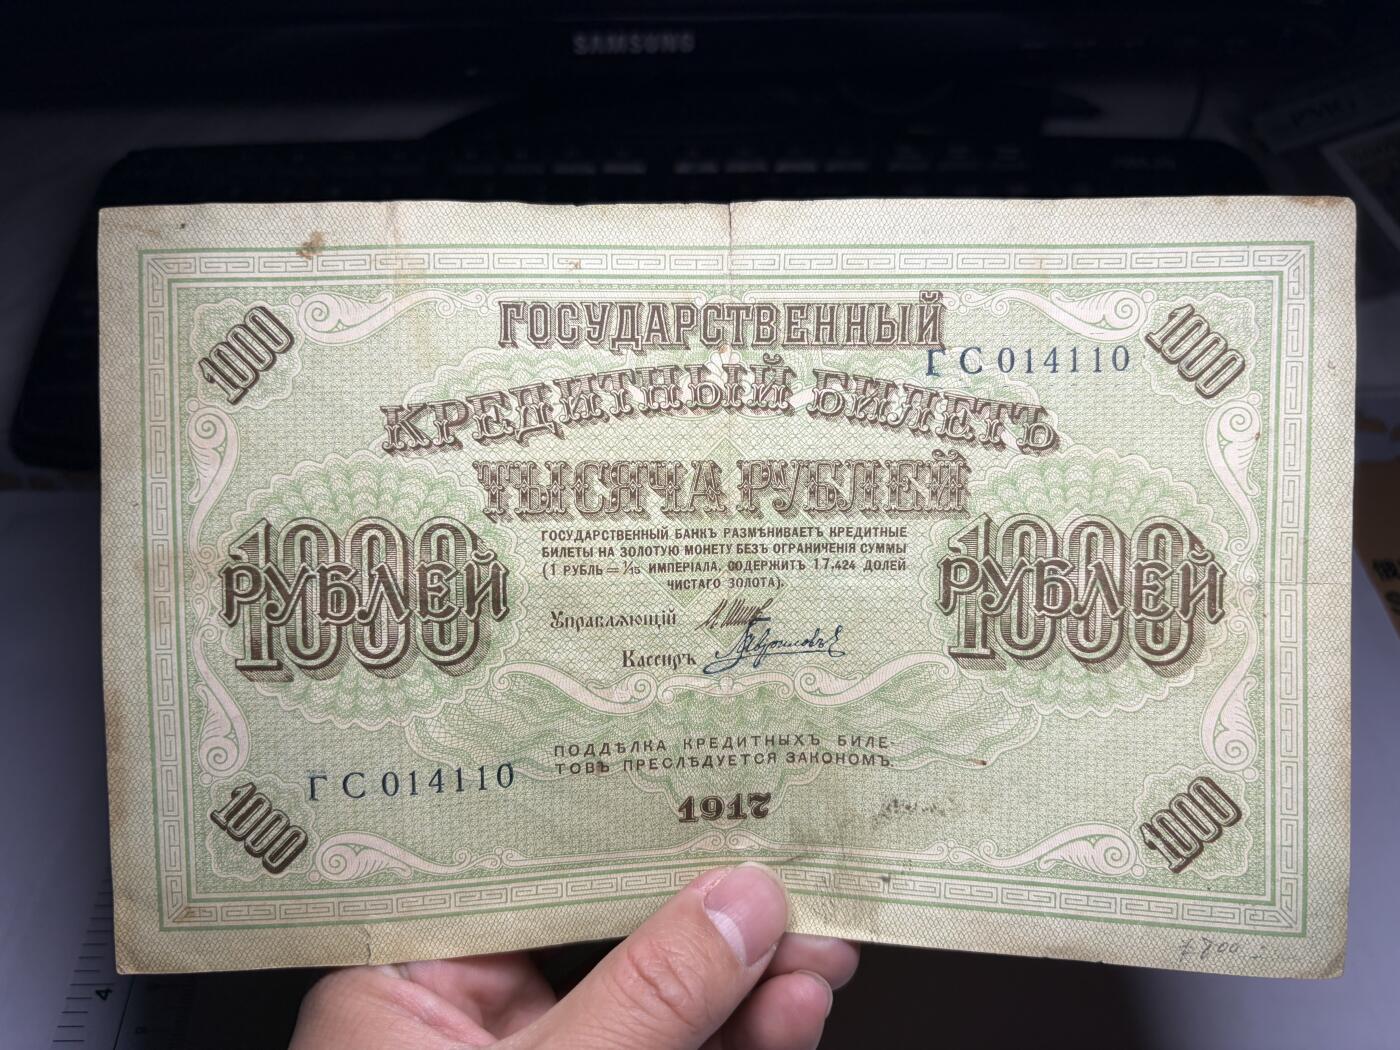 SAMSUNG
1000
1000
ГОСУДАРСТВЕННЫЙ
ГС 014110
КРЕДИТНЫЙ БИЛЕТЪ
ТЫСЯЧА РУБЛЕЙ
1000
РУБЛЕЙ
1000
РУБЛЕЙ
ГОСУДАРСТВЕННЫЙ БАНКЪ РАЗМѢНИВАЕТЪ КРЕДИТНЫЕ
БИЛЕТЫ НА ЗОЛОТУЮ МОНЕТУ БЕЗЪ ОГРАНИЧЕНІЯ СУММЫ
(1 РУБЛЬ = 1/15 ИМПЕРІАЛА, СОДЕРЖИТЪ 17,424 ДОЛЕЙ
ЧИСТАГО ЗОЛОТА).
Управляющій
Кассиръ
ПОДДѢЛКА КРЕДИТНЫХЪ БИЛЕ-
ТОВЪ ПРЕСЛѢДУЕТСЯ ЗАКОНОМЪ.
ГС 014110
1917
1000
1000
4